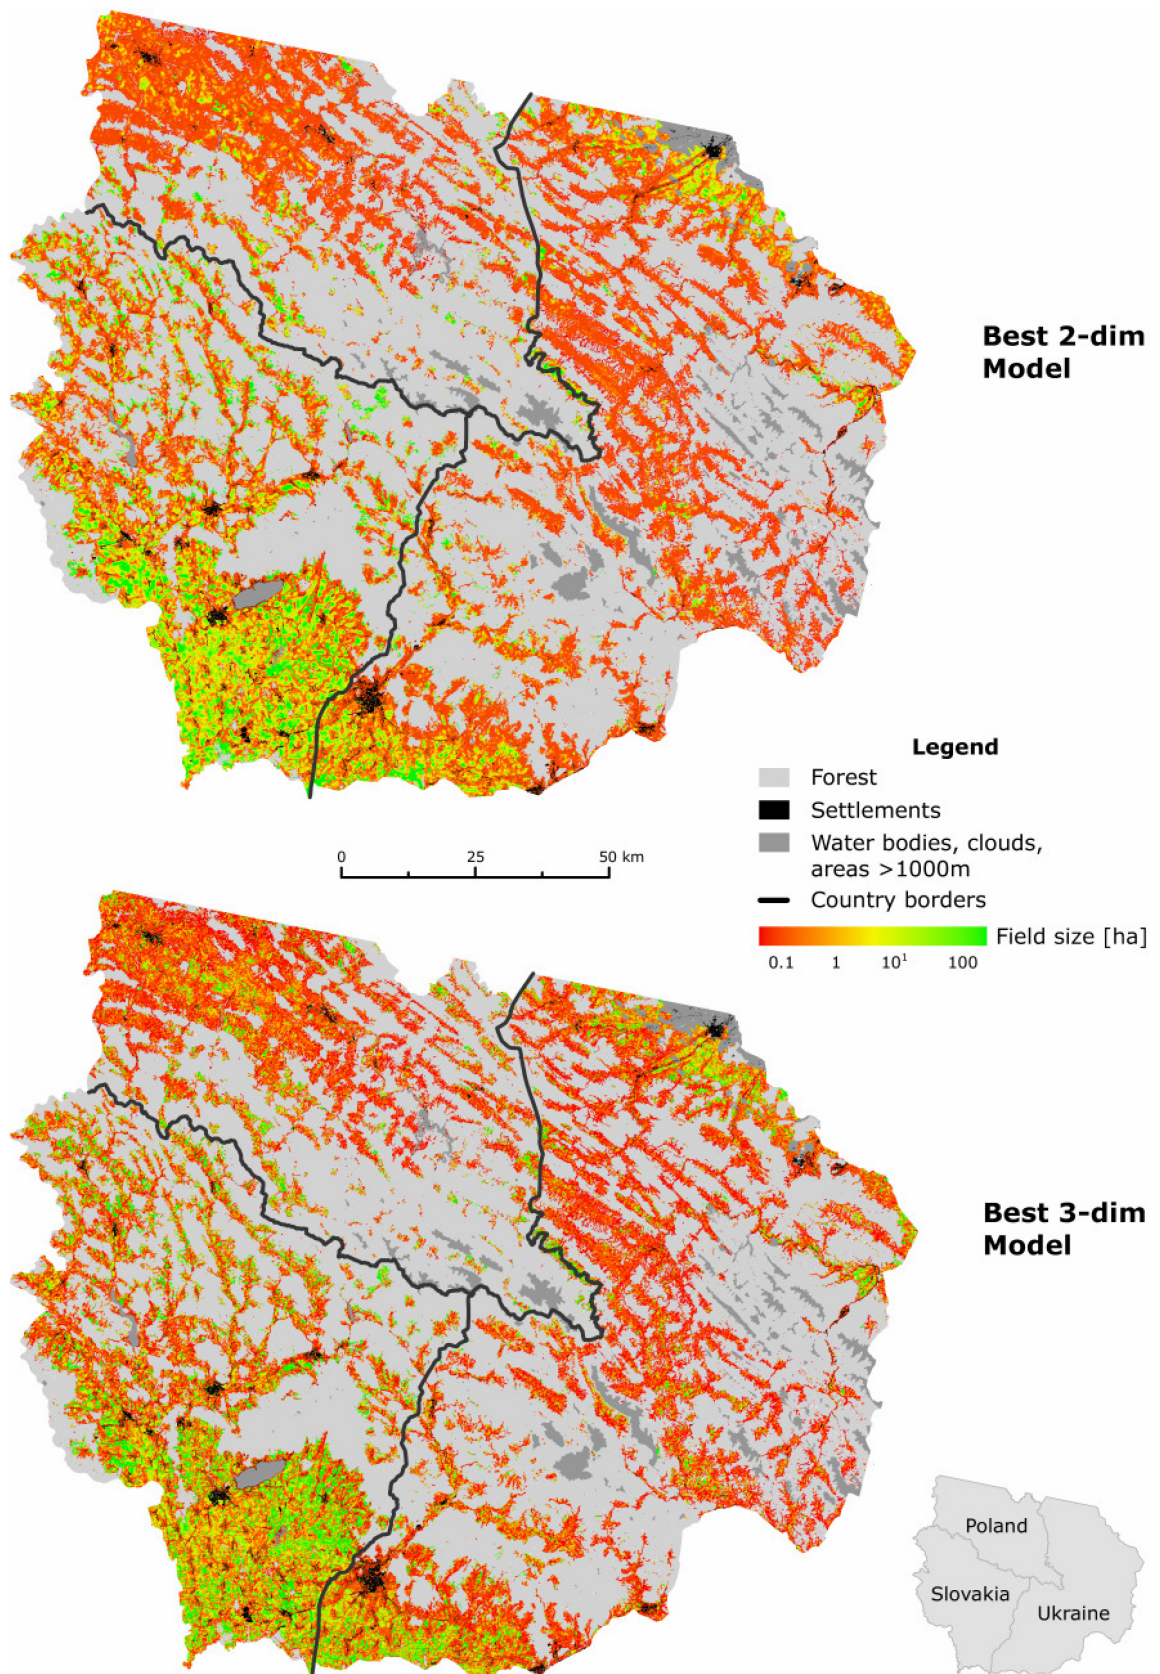 Best 2-dim
Model
Legend
Forest
Settlements
Water bodies, clouds,
areas >1000m
Country borders
Field size [ha]
0.1 1 10¹ 100
0 25 50 km
Best 3-dim
Model
Poland
Slovakia
Ukraine